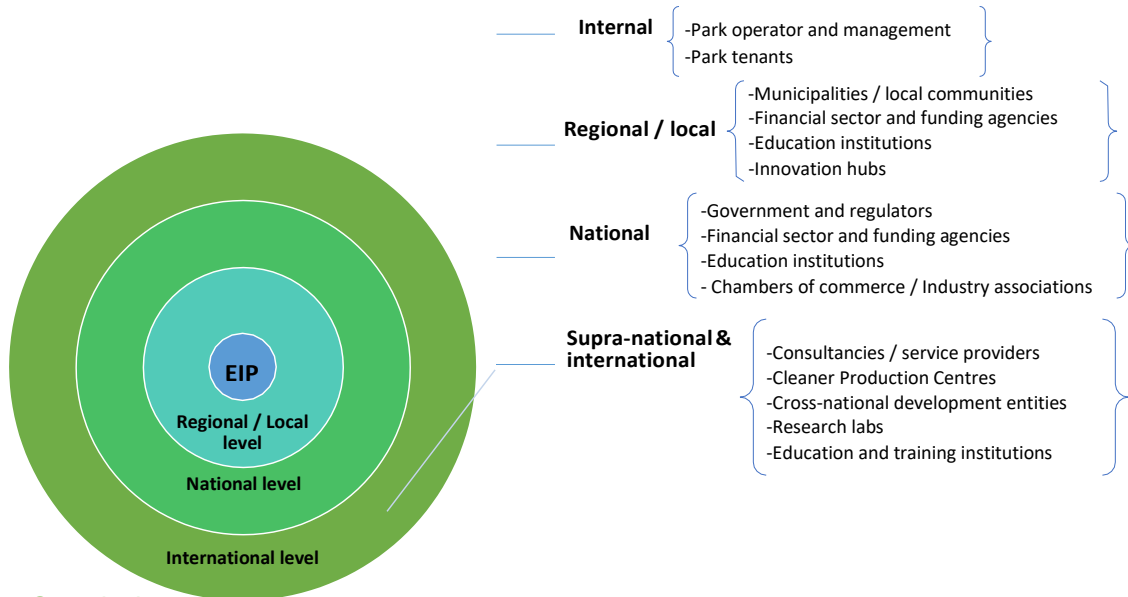 Internal
-Park operator and management
-Park tenants
Regional / local
-Municipalities / local communities
-Financial sector and funding agencies
-Education institutions
-Innovation hubs
National
-Government and regulators
-Financial sector and funding agencies
-Education institutions
- Chambers of commerce / Industry associations
Supra-national &
international
-Consultancies / service providers
-Cleaner Production Centres
-Cross-national development entities
-Research labs
-Education and training institutions
EIP
Regional / Local
level
National level
International level